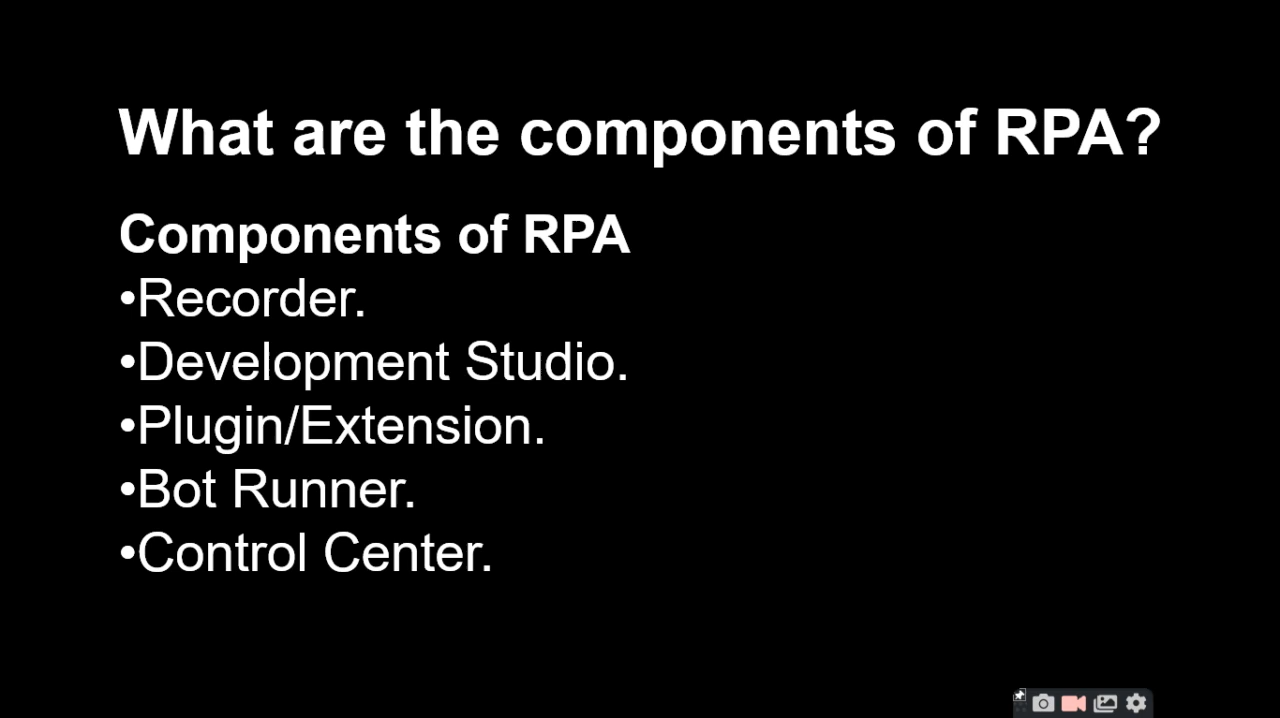 What are the components of RPA?
Components of RPA
•Recorder.
•Development Studio.
•Plugin/Extension.
•Bot Runner.
•Control Center.